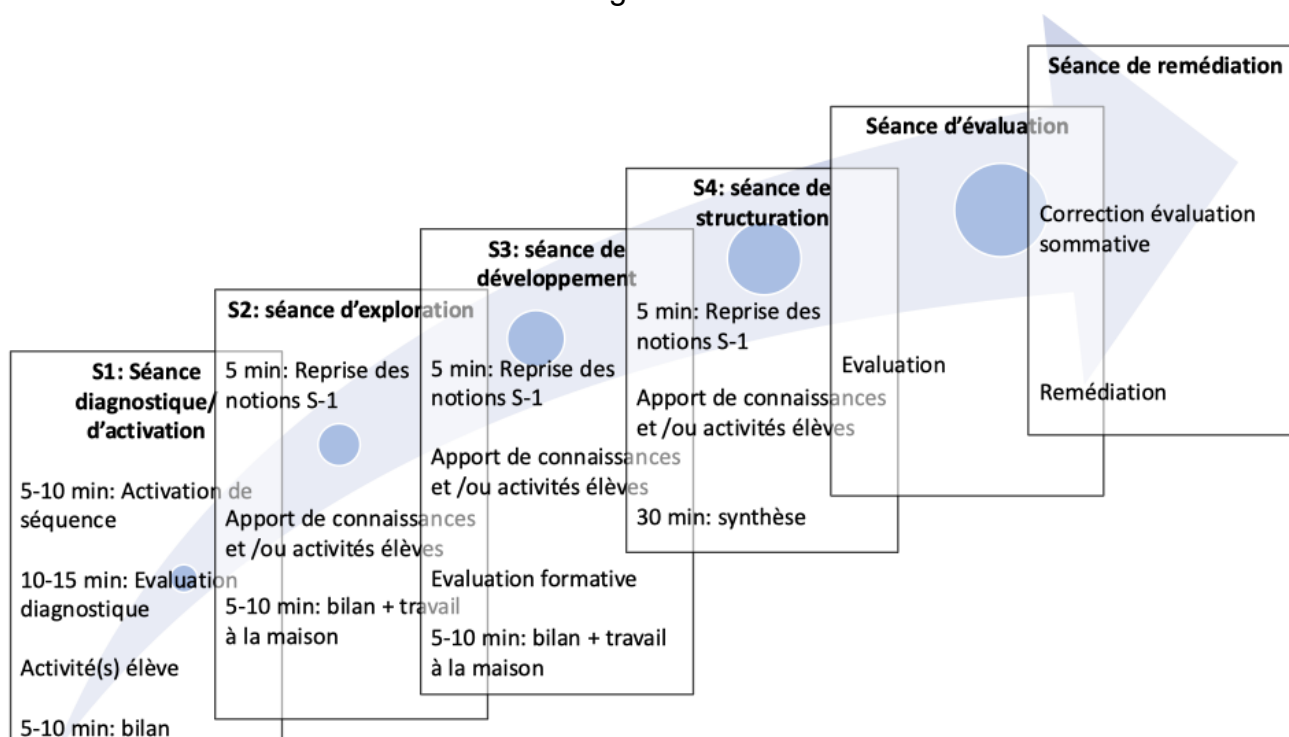 S1: Séance
diagnostique/
d'activation
5-10 min: Activation de
séquence
10-15 min: Evaluation
diagnostique
Activité(s) élève
5-10 min: bilan
S2: séance d'exploration
5 min: Reprise des
notions S-1
Apport de connaissances
et /ou activités élèves
5-10 min: bilan + travail
à la maison
S3: séance de
développement
5 min: Reprise des
notions S-1
Apport de connaissances
et /ou activités élèves
Evaluation formative
5-10 min: bilan + travail
à la maison
S4: séance de
structuration
5 min: Reprise des
notions S-1
Apport de connaissances
et /ou activités élèves
30 min: synthèse
Séance d'évaluation
Evaluation
Séance de remédiation
Correction évaluation
sommative
Remédiation